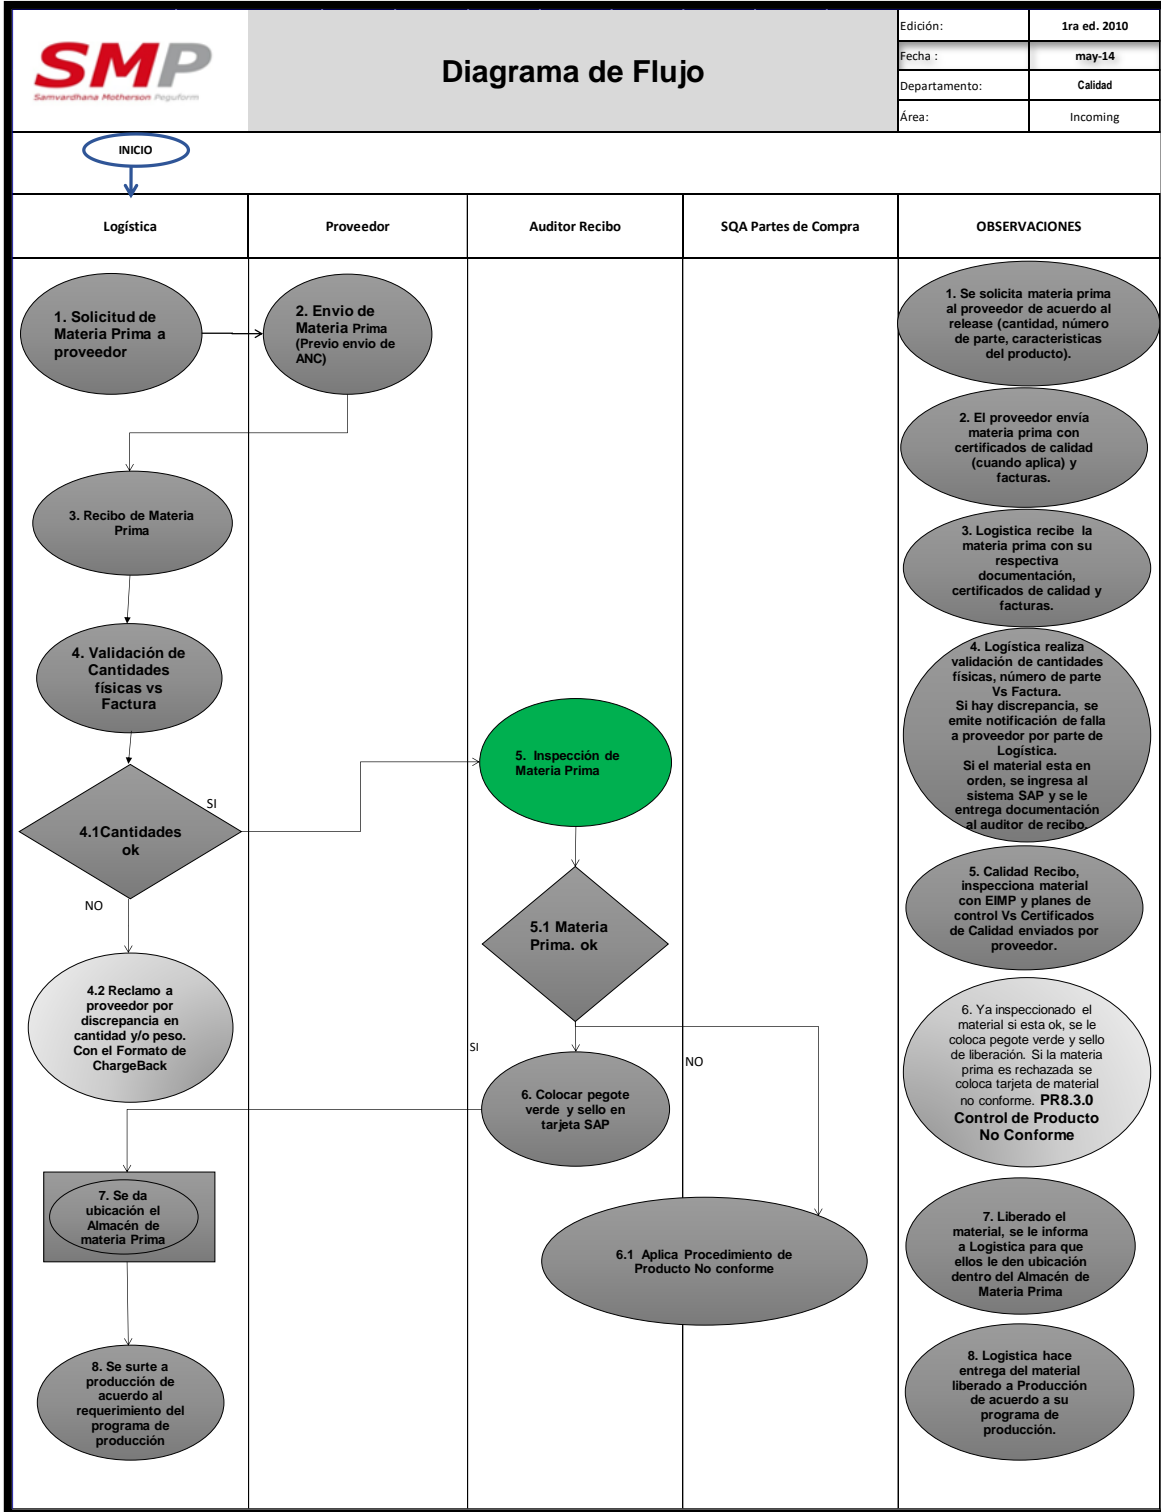 SMP
Samvardhana Motherson Peguform
Diagrama de Flujo
Edición:
1ra ed. 2010
Fecha :
may-14
Departamento:
Calidad
Área:
Incoming
INICIO
Logística
Proveedor
Auditor Recibo
SQA Partes de Compra
OBSERVACIONES
1. Solicitud de
Materia Prima a
proveedor
2. Envio de
Materia Prima
(Previo envio de
ANC)
1. Se solicita materia prima
al proveedor de acuerdo al
release (cantidad, número
de parte, caracteristicas
del producto).
2. El proveedor envía
materia prima con
certificados de calidad
(cuando aplica) y
facturas.
3. Recibo de Materia
Prima
3. Logistica recibe la
materia prima con su
respectiva
documentación,
certificados de calidad y
facturas.
4. Validación de
Cantidades
físicas vs
Factura
4. Logística realiza
validación de cantidades
físicas, número de parte
Vs Factura.
Si hay discrepancia, se
emite notificación de falla
a proveedor por parte de
Logística.
Si el material esta en
orden, se ingresa al
sistema SAP y se le
entrega documentación
al auditor de recibo.
5. Inspección de
Materia Prima
SI
4.1Cantidades
ok
NO
5. Calidad Recibo,
inspecciona material
con EIMP y planes de
control Vs Certificados
de Calidad enviados por
proveedor.
5.1 Materia
Prima. ok
4.2 Reclamo a
proveedor por
discrepancia en
cantidad y/o peso.
Con el Formato de
ChargeBack
SI
NO
6. Ya inspeccionado el
material si esta ok, se le
coloca pegote verde y sello
de liberación. Si la materia
prima es rechazada se
coloca tarjeta de material
no conforme. PR8.3.0
Control de Producto
No Conforme
6. Colocar pegote
verde y sello en
tarjeta SAP
7. Se da
ubicación el
Almacén de
materia Prima
6.1 Aplica Procedimiento de
Producto No conforme
7. Liberado el
material, se le informa
a Logistica para que
ellos le den ubicación
dentro del Almacén de
Materia Prima
8. Se surte a
producción de
acuerdo al
requerimiento del
programa de
producción
8. Logistica hace
entrega del material
liberado a Producción
de acuerdo a su
programa de
producción.